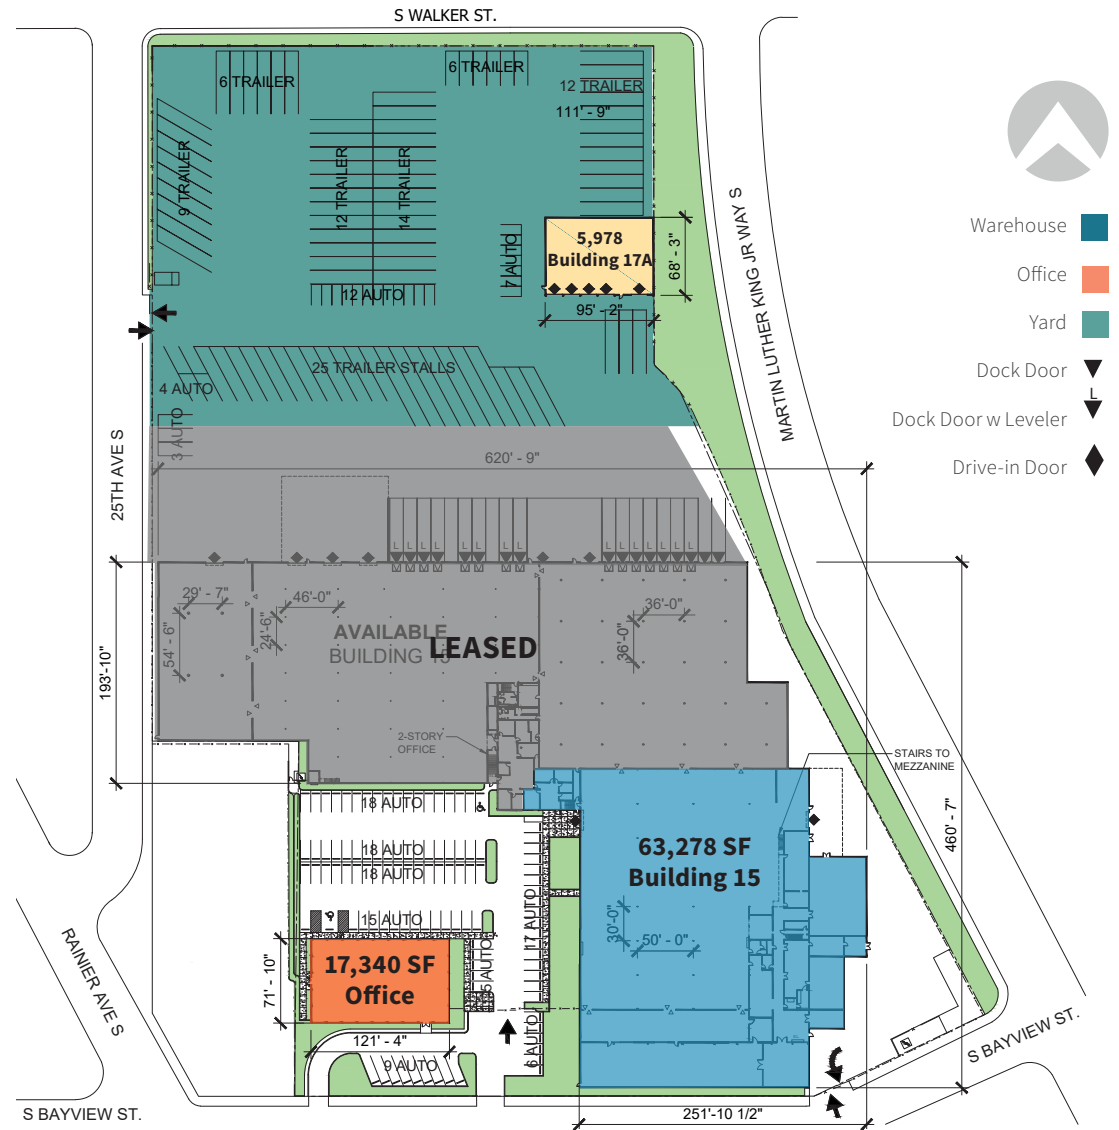 S WALKER ST.
6 TRAILER
6 TRAILER
12 TRAILER
111' - 9"
9 TRAILER
12 TRAILER
14 TRAILER
7 AUTO
5,978
Building 17A
68' - 3"
95' - 2"
12 AUTO
25 TRAILER STALLS
4 AUTO
3 AUTO
MARTIN LUTHER KING JR WAY S
Warehouse
Office
Yard
Dock Door
L
Dock Door w Leveler
Drive-in Door
25TH AVE S
620' - 9"
L L L L L L L L
L L L L L L L
29' - 7"
46'-0"
54' - 6"
24'-6"
36'-0"
36'-0"
AVAILABLE
LEASED
193'-10"
2-STORY
OFFICE
STAIRS TO
MEZZANINE
460' - 7"
18 AUTO
18 AUTO
18 AUTO
15 AUTO
17 AUTO
63,278 SF
Building 15
30'-0"
50' - 0"
17,340 SF
Office
71' - 10"
121' - 4"
6 AUTO
9 AUTO
RAINIER AVE S
S BAYVIEW ST.
S BAYVIEW ST.
251'-10 1/2"